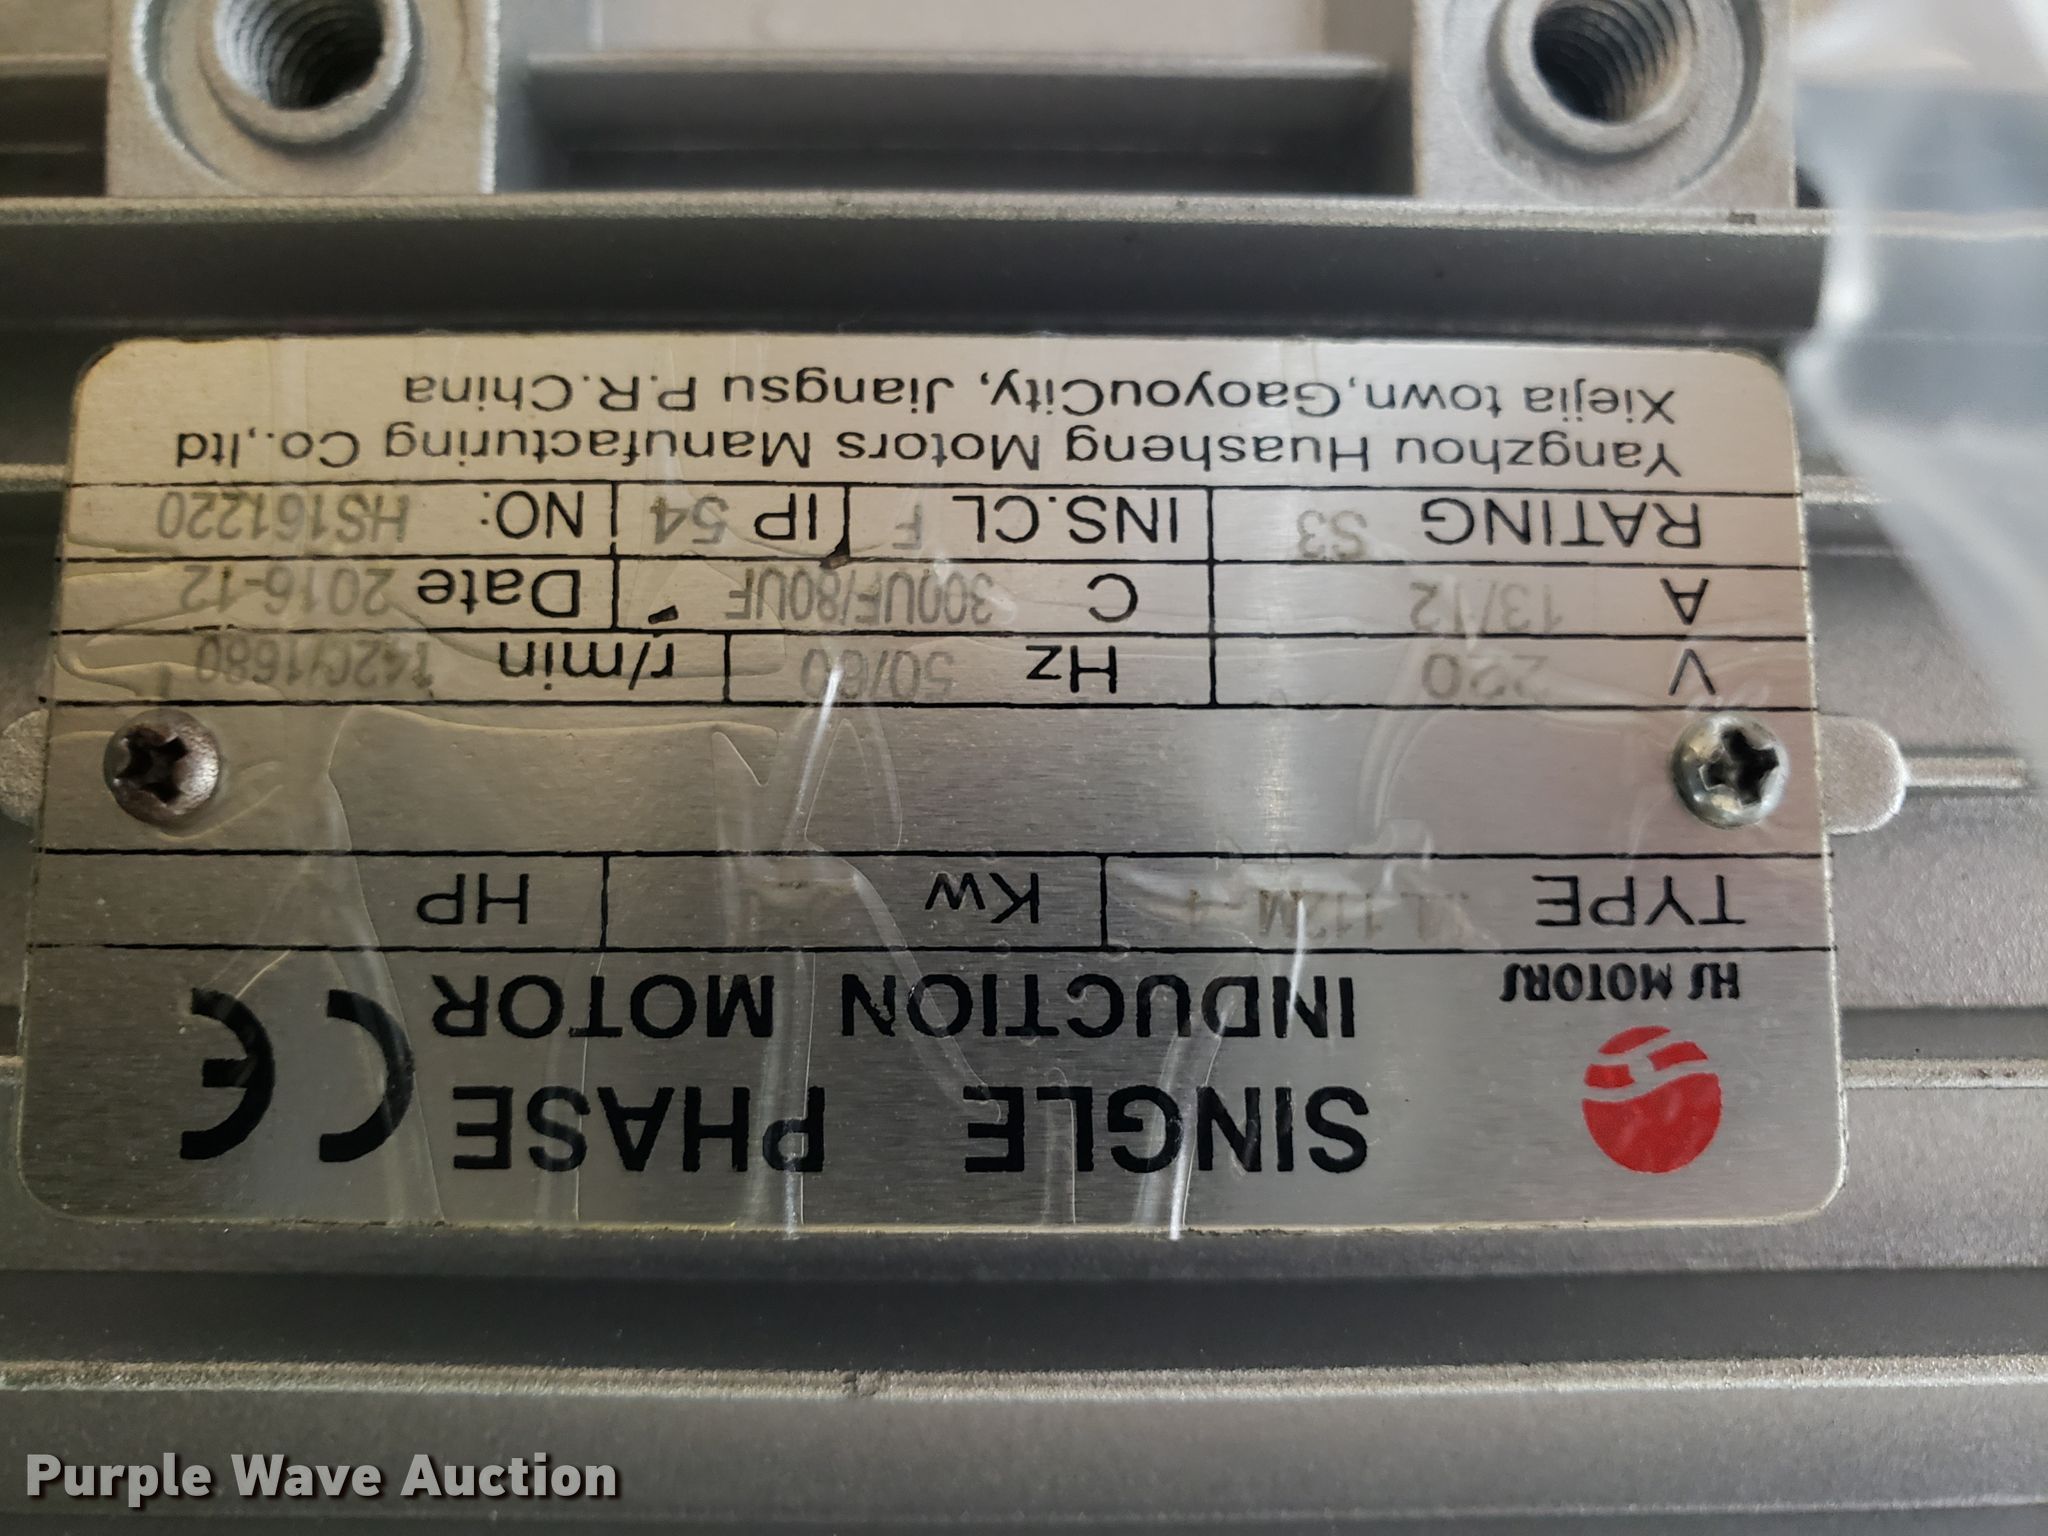 SINGLE PHASE
INDUCTION MOTOR
HS MOTORS
TYPE 112M-4 Kw HP
V 220 Hz 50/60 r/min 1420/1680
A 13/12 C 300UF/80UF Date 2016-12
RATING S3 INS.CL F IP 54 NO: HS161220
Yangzhou Huasheng Motors Manufacturing Co.,ltd
Xiejia town,GaoyouCity, Jiangsu P.R.China
Purple Wave Auction